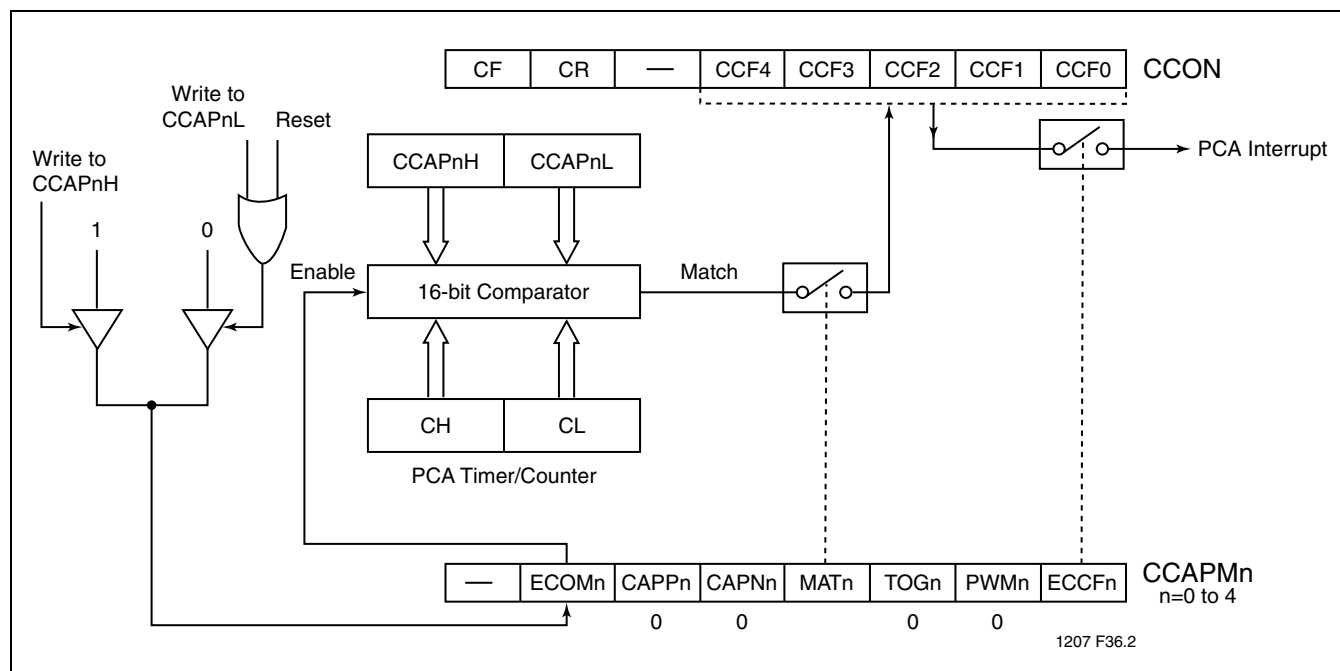 CF CR — CCF4 CCF3 CCF2 CCF1 CCF0 CCON
Write to
CCAPnL
Reset
Write to
CCAPnH
CCAPnH CCAPnL
PCA Interrupt
1 0
Enable
16-bit Comparator
Match
CH CL
PCA Timer/Counter
— ECOMn CAPPn CAPNn MATn TOGn PWMn ECCFn CCAPMn
n=0 to 4
0 0 0 0
1207 F36.2